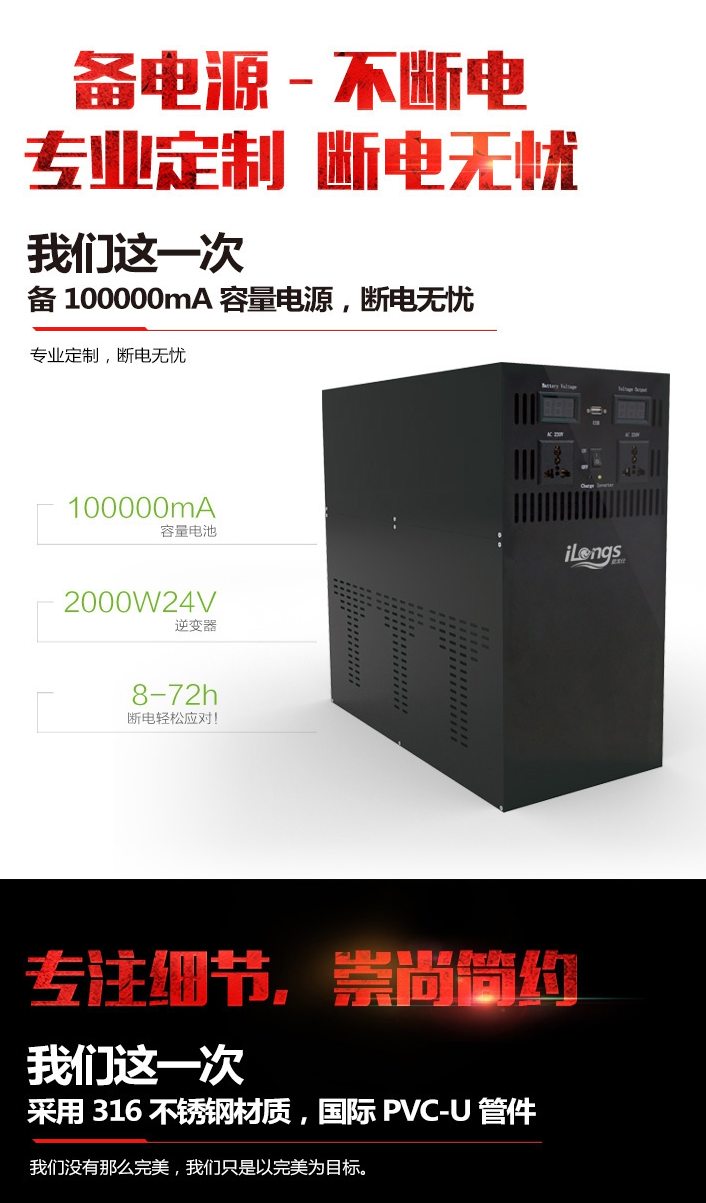 备电源 - 不断电
专业定制 断电无忧
我们这一次
备 100000mA 容量电源，断电无忧
专业定制，断电无忧
Battery Voltage
Voltage Output
USB
AC 250V
AC 250V
ON
OFF
Charge Inverter
iLongs
100000mA
容量电池
2000W24V
逆变器
8-72h
断电轻松应对！
专注细节，崇尚简约
我们这一次
采用 316 不锈钢材质，国际 PVC-U 管件
我们没有那么完美，我们只是以完美为目标。